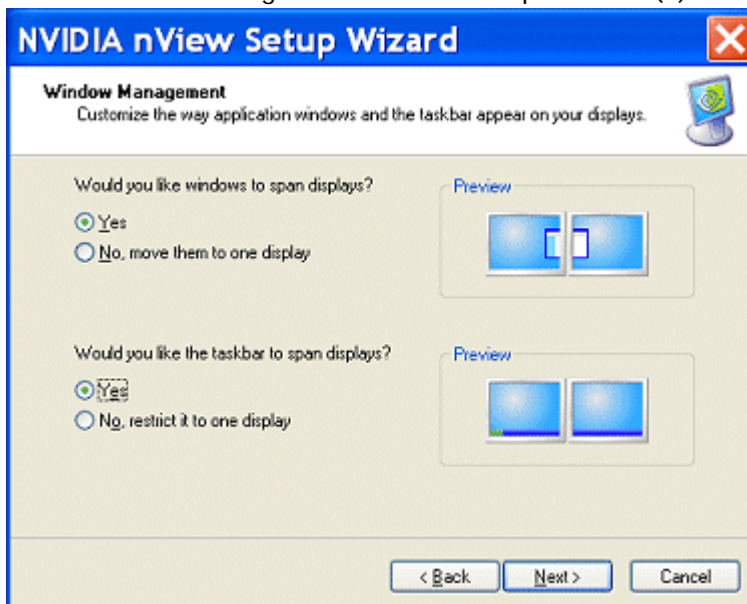 NVIDIA nView Setup Wizard
Window Management
Customize the way application windows and the taskbar appear on your displays.
Would you like windows to span displays?
Preview
Yes
No, move them to one display
Would you like the taskbar to span displays?
Preview
Yes
No, restrict it to one display
< Back
Next >
Cancel